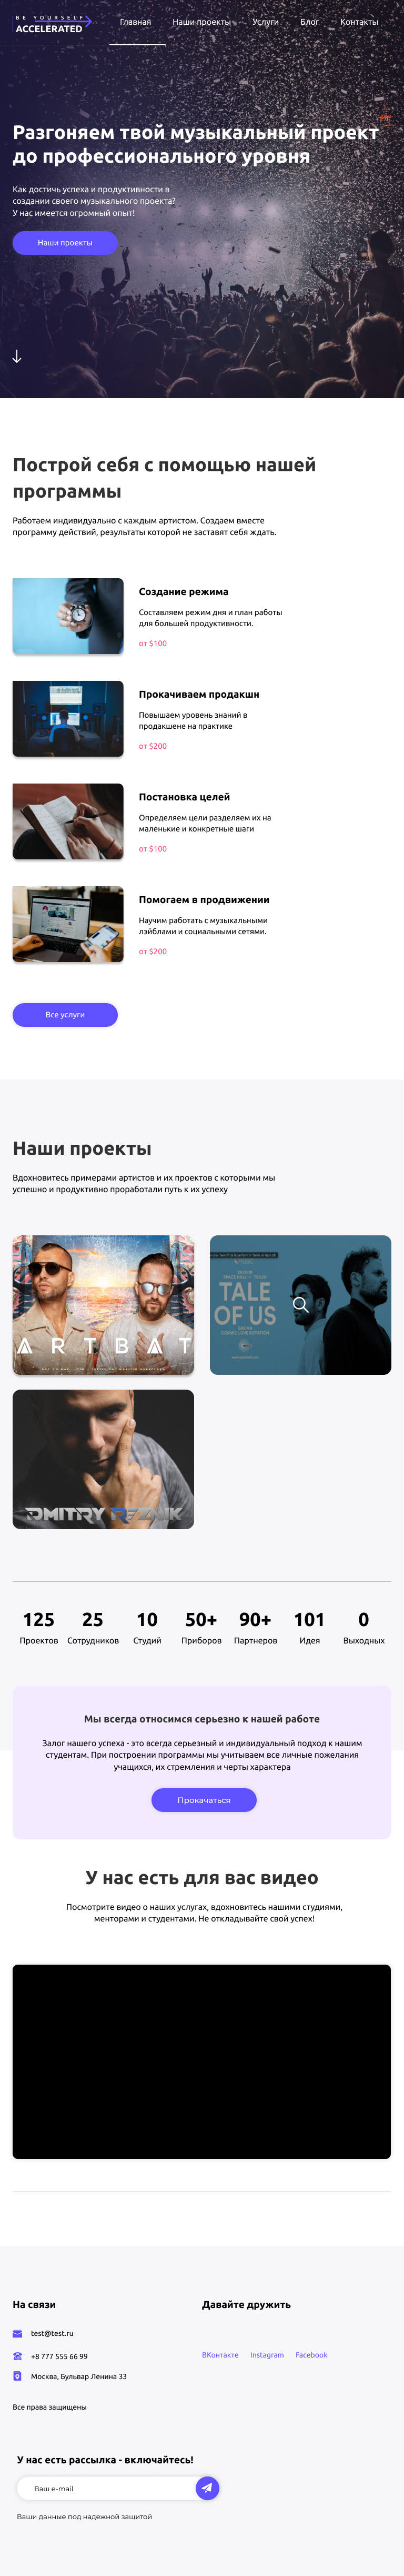 BE YOURSELF
ACCELERATED
Главная
Наши проекты
Услуги
Блог
Контакты
Разгоняем твой музыкальный проект
до профессионального уровня
Как достичь успеха и продуктивности в
создании своего музыкального проекта?
У нас имеется огромный опыт!
Наши проекты
Построй себя с помощью нашей
программы
Работаем индивидуально с каждым артистом. Создаем вместе
программу действий, результаты которой не заставят себя ждать.
Создание режима
Составляем режим дня и план работы
для большей продуктивности.
от $100
Прокачиваем продакшн
Повышаем уровень знаний в
продакшене на практике
от $200
Постановка целей
Определяем цели разделяем их на
маленькие и конкретные шаги
от $100
Помогаем в продвижении
Научим работать с музыкальными
лэйблами и социальными сетями.
от $200
Все услуги
Наши проекты
Вдохновитесь примерами артистов и их проектов с которыми мы
успешно и продуктивно проработали путь к их успеху
ARTBAT
TALE
OF US
DMITRY REZNIK
125
Проектов
25
Сотрудников
10
Студий
50+
Приборов
90+
Партнеров
101
Идея
0
Выходных
Мы всегда относимся серьезно к нашей работе
Залог нашего успеха - это всегда серьезный и индивидуальный подход к нашим
студентам. При построении программы мы учитываем все личные пожелания
учащихся, их стремления и черты характера
Прокачаться
У нас есть для вас видео
Посмотрите видео о наших услугах, вдохновитесь нашими студиями,
менторами и студентами. Не откладывайте свой успех!
На связи
test@test.ru
+8 777 555 66 99
Москва, Бульвар Ленина 33
Все права защищены
Давайте дружить
ВКонтакте
Instagram
Facebook
У нас есть рассылка - включайтесь!
Ваш e-mail
Ваши данные под надежной защитой